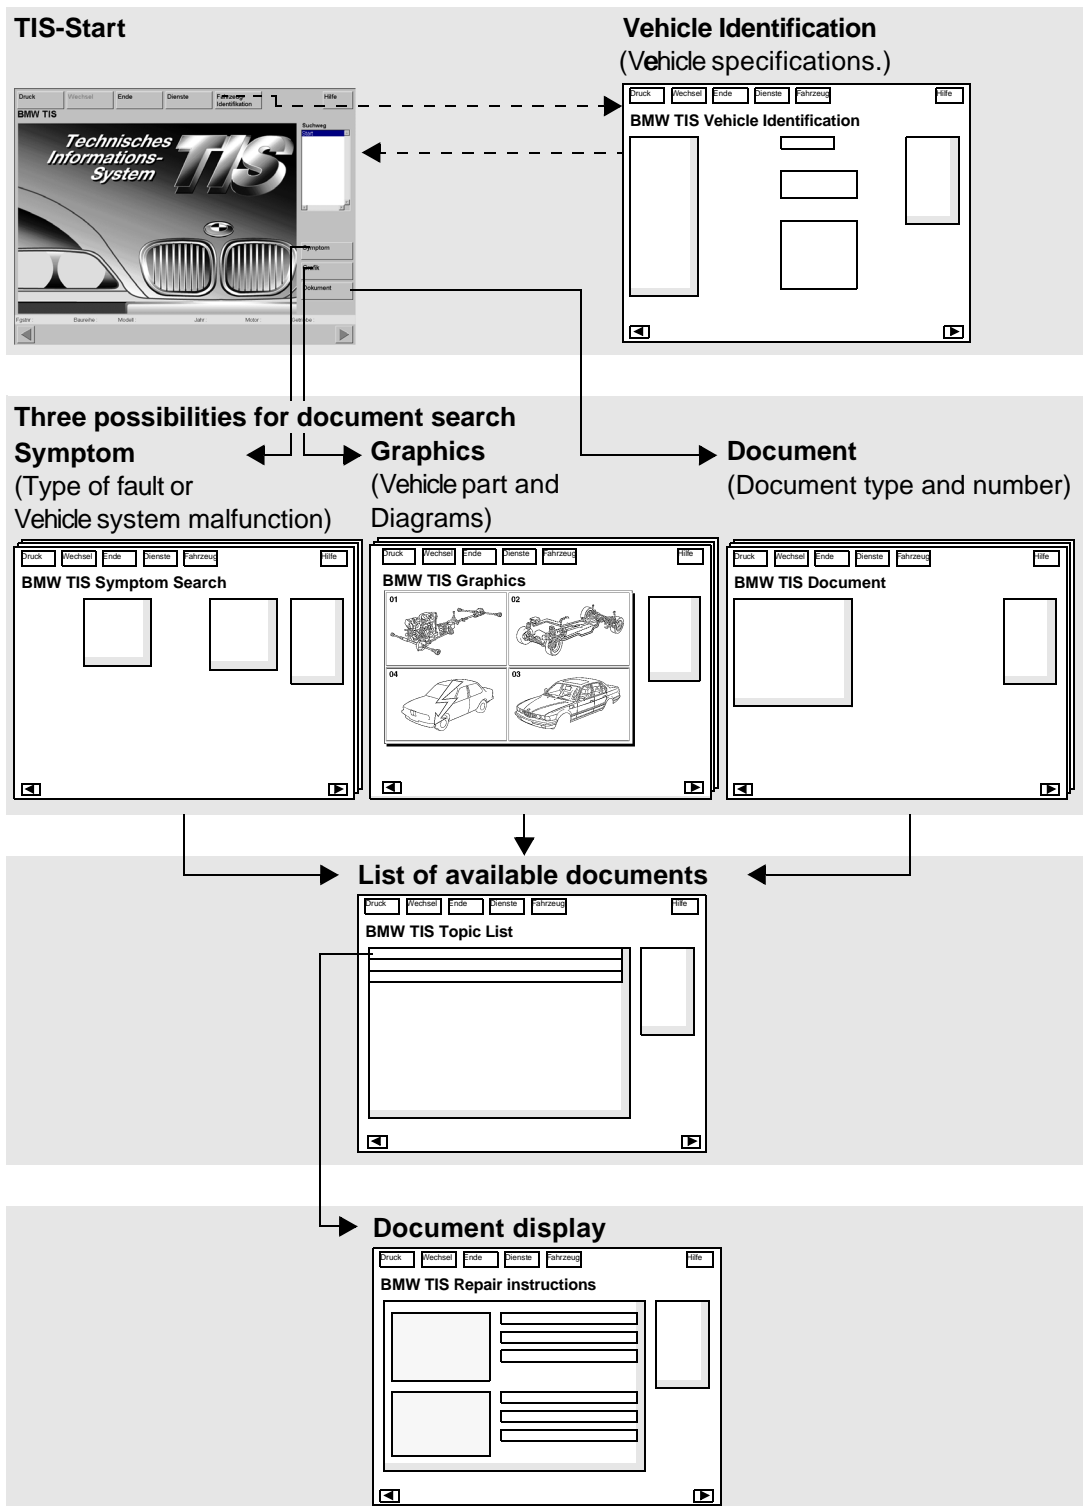 TIS-Start
Vehicle Identification
(Vehicle specifications.)
Druck Wechsel Ende Dienste Fahrzeug- Identifikation Hilfe
BMW TIS
Suchweg
Start
Technisches
Informations-
System
TIS
Symptom
Grafik
Dokument
Fgstnr Baureihe Modell Jahr Motor Getriebe
Druck Wechsel Ende Dienste Fahrzeug Hilfe
BMW TIS Vehicle Identification
Three possibilities for document search
Symptom
(Type of fault or
Vehicle system malfunction)
Graphics
(Vehicle part and
Diagrams)
Document
(Document type and number)
Druck Wechsel Ende Dienste Fahrzeug Hilfe
BMW TIS Symptom Search
Druck Wechsel Ende Dienste Fahrzeug Hilfe
BMW TIS Graphics
01 02
04 03
Druck Wechsel Ende Dienste Fahrzeug Hilfe
BMW TIS Document
List of available documents
Druck Wechsel Ende Dienste Fahrzeug Hilfe
BMW TIS Topic List
Document display
Druck Wechsel Ende Dienste Fahrzeug Hilfe
BMW TIS Repair instructions